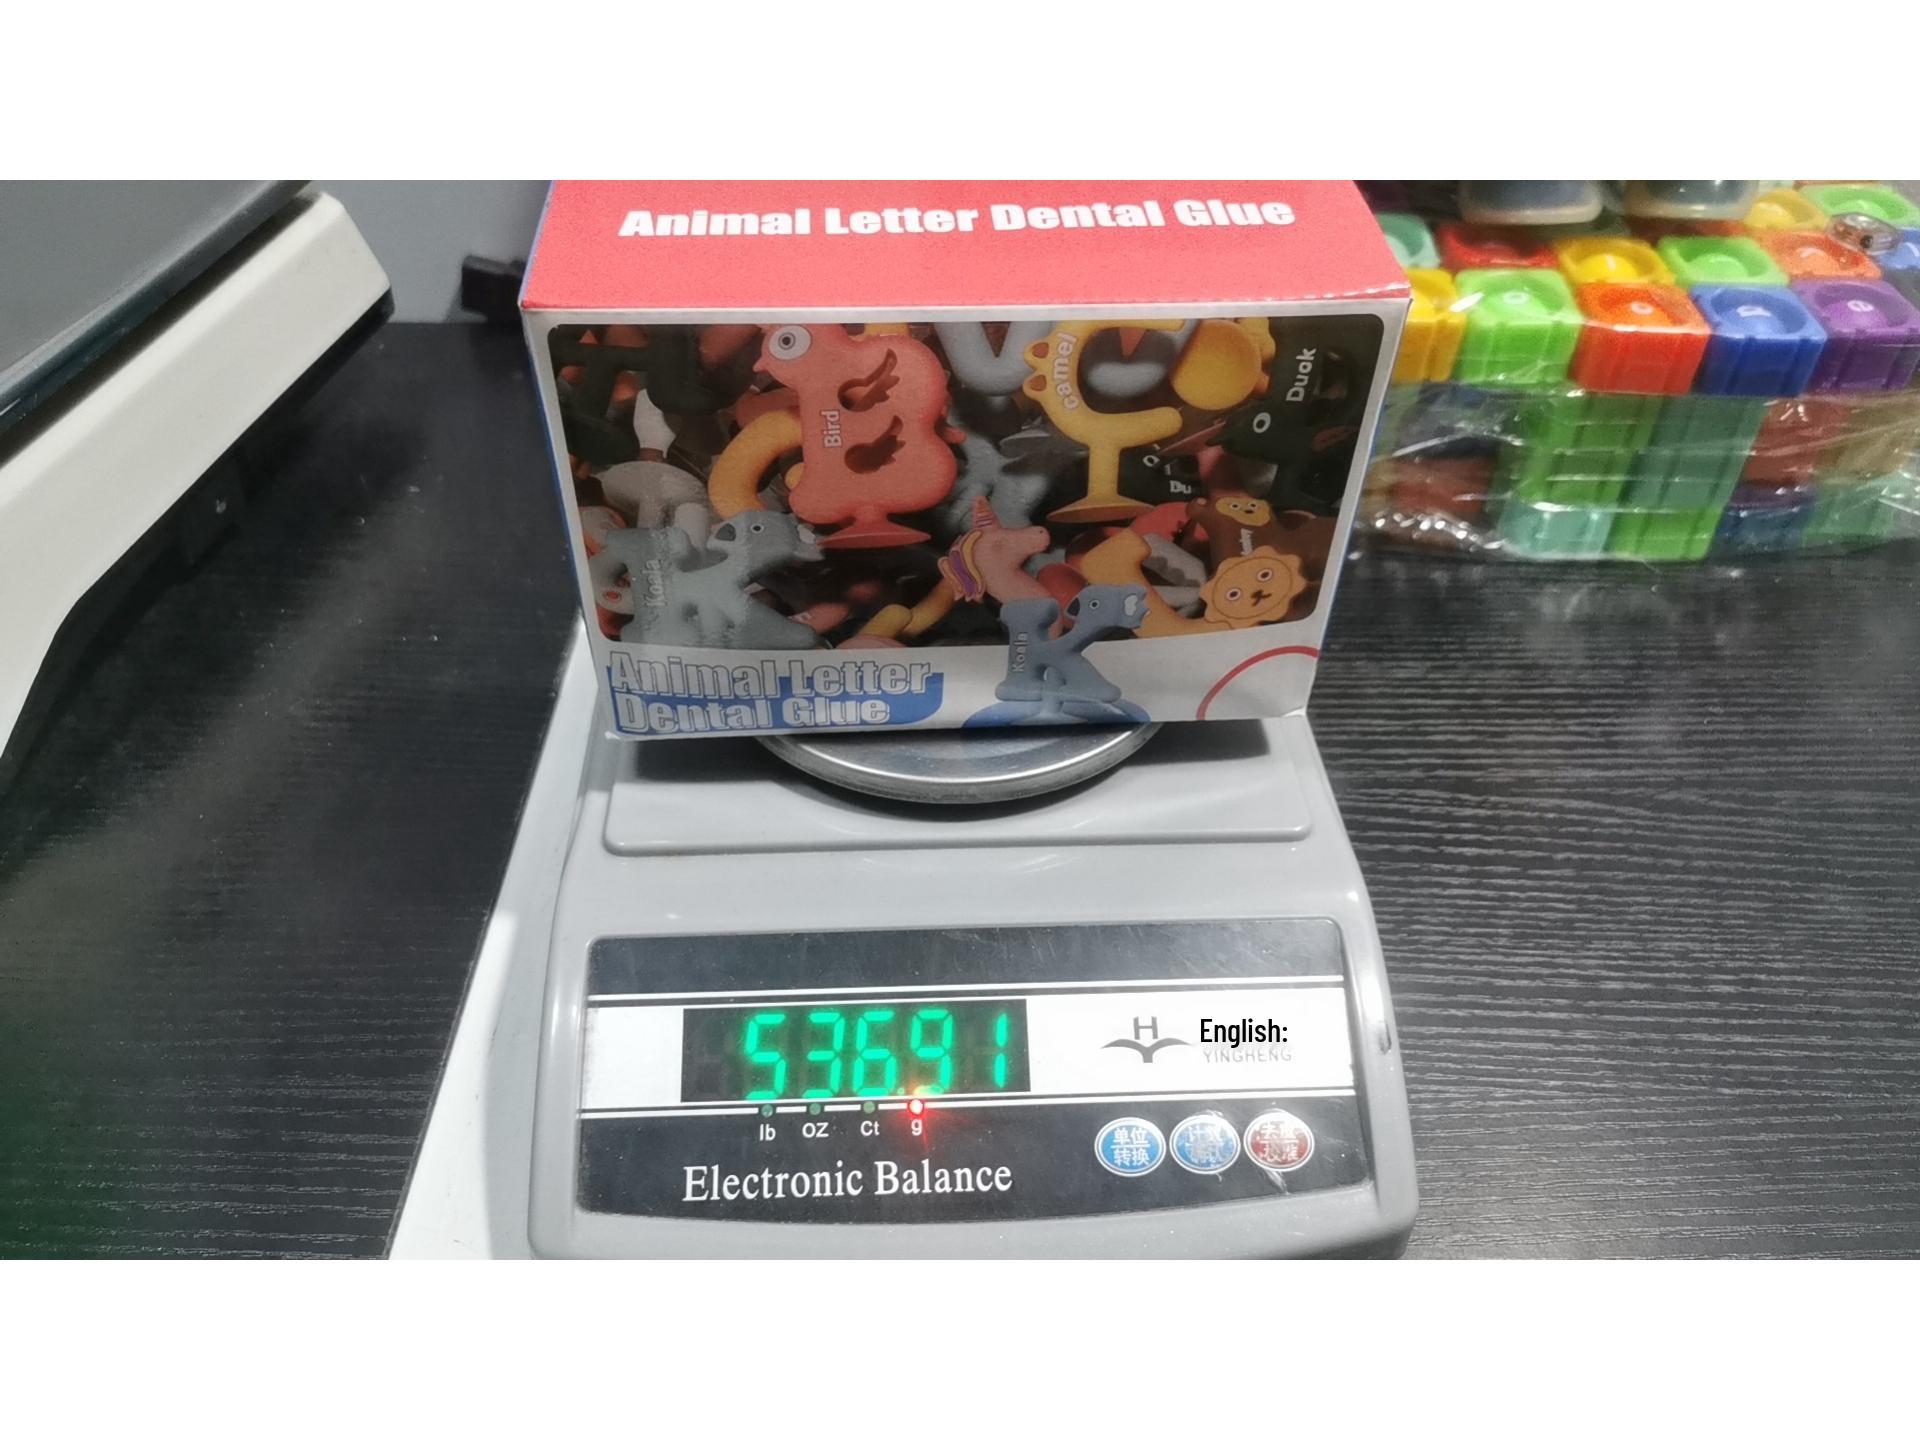 Animal Letter Dental Glue
Bird
camel
Duok
Du
Koala
Koala
Animal Letter
Dental Glue
536.91
H
English:
YINGHENG
lb
OZ
Ct
g
单位
转换
Electronic Balance